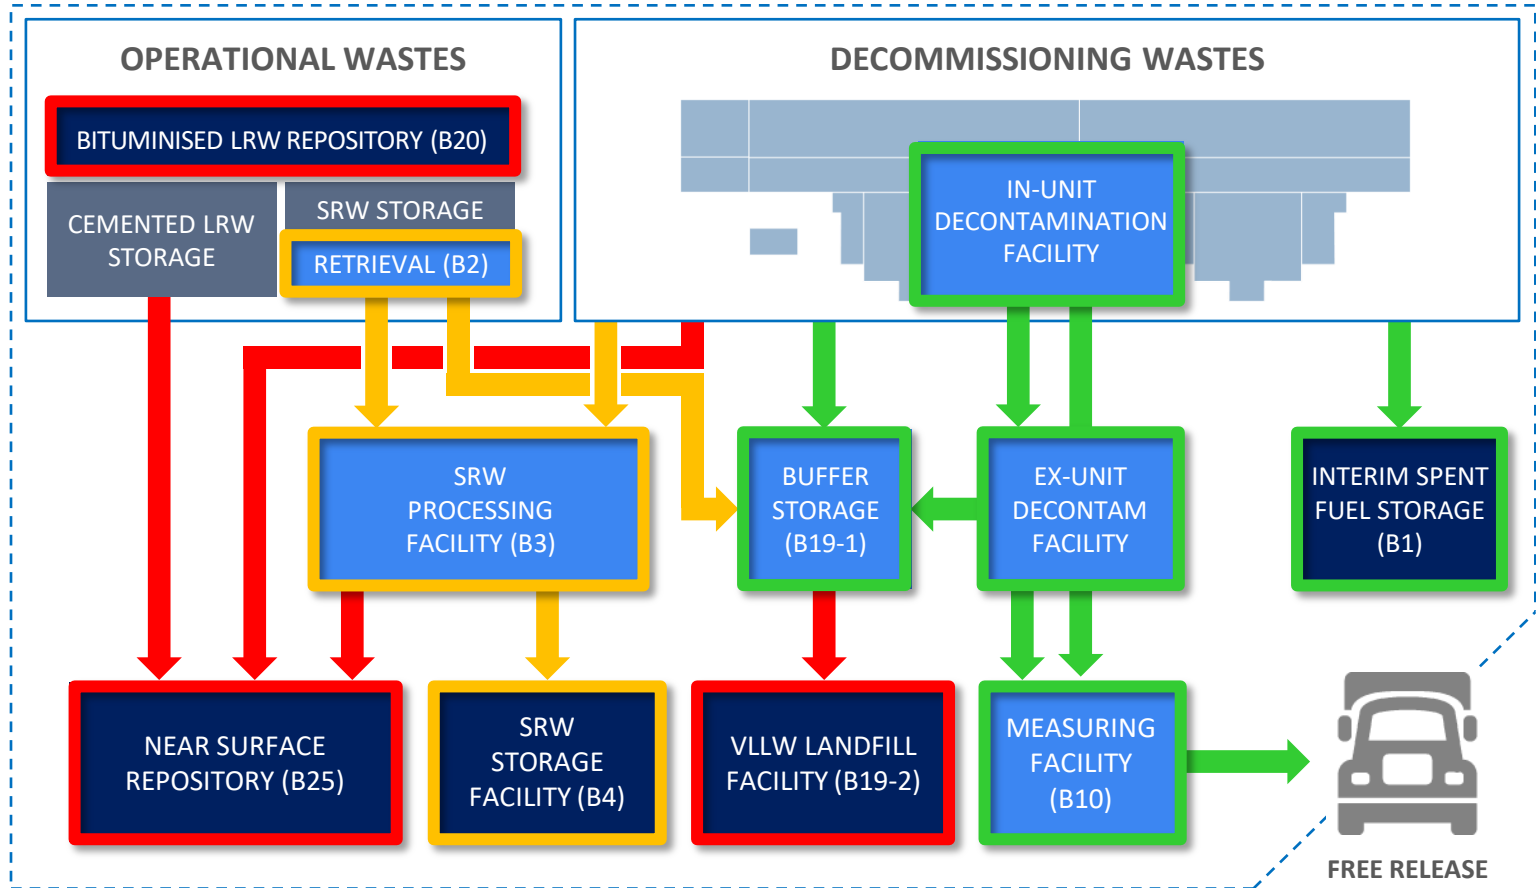 OPERATIONAL WASTES
BITUMINISED LRW REPOSITORY (B20)
CEMENTED LRW
STORAGE
SRW STORAGE
RETRIEVAL (B2)
DECOMMISSIONING WASTES
IN-UNIT
DECONTAMINATION
FACILITY
SRW
PROCESSING
FACILITY (B3)
BUFFER
STORAGE
(B19-1)
EX-UNIT
DECONTAM
FACILITY
INTERIM SPENT
FUEL STORAGE
(B1)
NEAR SURFACE
REPOSITORY (B25)
SRW
STORAGE
FACILITY (B4)
VLLW LANDFILL
FACILITY (B19-2)
MEASURING
FACILITY
(B10)
FREE RELEASE